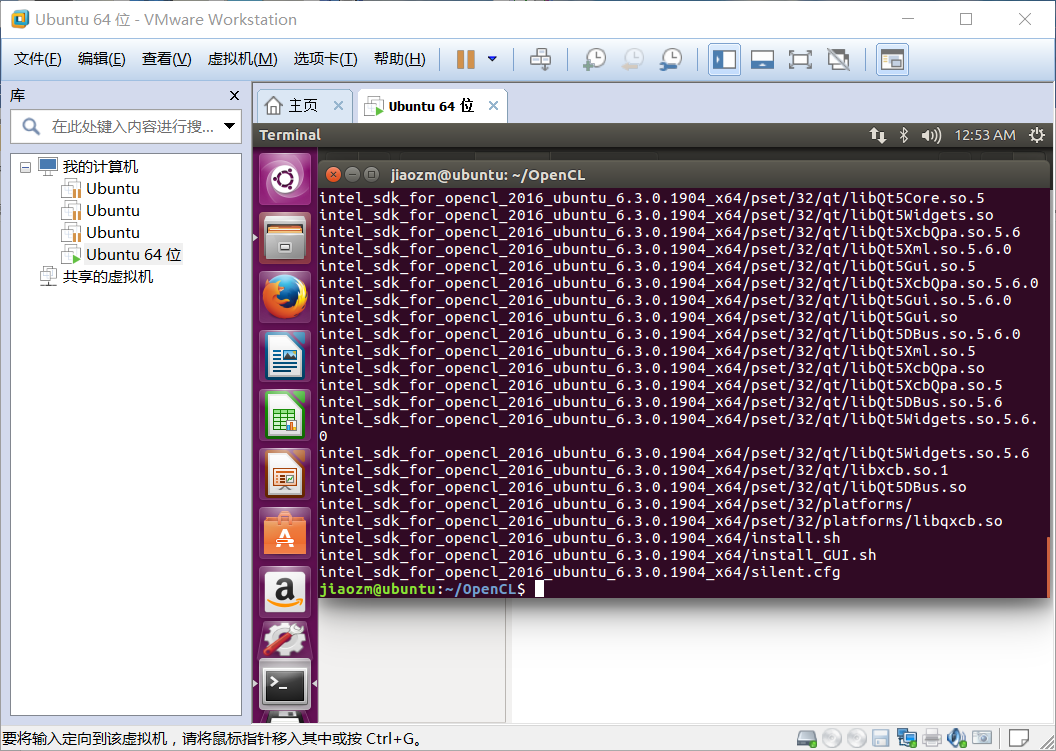 Ubuntu 64 位 - VMware Workstation
文件(F) 编辑(E) 查看(V) 虚拟机(M) 选项卡(T) 帮助(H)
库
在此处键入内容进行搜...
我的计算机
Ubuntu
Ubuntu
Ubuntu
Ubuntu 64 位
共享的虚拟机
主页 Ubuntu 64 位
Terminal 12:53 AM
jiaozm@ubuntu: ~/OpenCL
intel_sdk_for_opencl_2016_ubuntu_6.3.0.1904_x64/pset/32/qt/libQt5Core.so.5
intel_sdk_for_opencl_2016_ubuntu_6.3.0.1904_x64/pset/32/qt/libQt5Widgets.so
intel_sdk_for_opencl_2016_ubuntu_6.3.0.1904_x64/pset/32/qt/libQt5XcbQpa.so.5.6
intel_sdk_for_opencl_2016_ubuntu_6.3.0.1904_x64/pset/32/qt/libQt5Xml.so.5.6.0
intel_sdk_for_opencl_2016_ubuntu_6.3.0.1904_x64/pset/32/qt/libQt5Gui.so.5
intel_sdk_for_opencl_2016_ubuntu_6.3.0.1904_x64/pset/32/qt/libQt5XcbQpa.so.5.6.0
intel_sdk_for_opencl_2016_ubuntu_6.3.0.1904_x64/pset/32/qt/libQt5Gui.so.5.6.0
intel_sdk_for_opencl_2016_ubuntu_6.3.0.1904_x64/pset/32/qt/libQt5Gui.so
intel_sdk_for_opencl_2016_ubuntu_6.3.0.1904_x64/pset/32/qt/libQt5DBus.so.5.6.0
intel_sdk_for_opencl_2016_ubuntu_6.3.0.1904_x64/pset/32/qt/libQt5Xml.so.5
intel_sdk_for_opencl_2016_ubuntu_6.3.0.1904_x64/pset/32/qt/libQt5XcbQpa.so
intel_sdk_for_opencl_2016_ubuntu_6.3.0.1904_x64/pset/32/qt/libQt5XcbQpa.so.5
intel_sdk_for_opencl_2016_ubuntu_6.3.0.1904_x64/pset/32/qt/libQt5DBus.so.5.6
intel_sdk_for_opencl_2016_ubuntu_6.3.0.1904_x64/pset/32/qt/libQt5Widgets.so.5.6.
0
intel_sdk_for_opencl_2016_ubuntu_6.3.0.1904_x64/pset/32/qt/libQt5Widgets.so.5.6
intel_sdk_for_opencl_2016_ubuntu_6.3.0.1904_x64/pset/32/qt/libxcb.so.1
intel_sdk_for_opencl_2016_ubuntu_6.3.0.1904_x64/pset/32/qt/libQt5DBus.so
intel_sdk_for_opencl_2016_ubuntu_6.3.0.1904_x64/pset/32/platforms/
intel_sdk_for_opencl_2016_ubuntu_6.3.0.1904_x64/pset/32/platforms/libqxcb.so
intel_sdk_for_opencl_2016_ubuntu_6.3.0.1904_x64/install.sh
intel_sdk_for_opencl_2016_ubuntu_6.3.0.1904_x64/install_GUI.sh
intel_sdk_for_opencl_2016_ubuntu_6.3.0.1904_x64/silent.cfg
jiaozm@ubuntu:~/OpenCL$
要将输入定向到该虚拟机，请将鼠标指针移入其中或按 Ctrl+G。